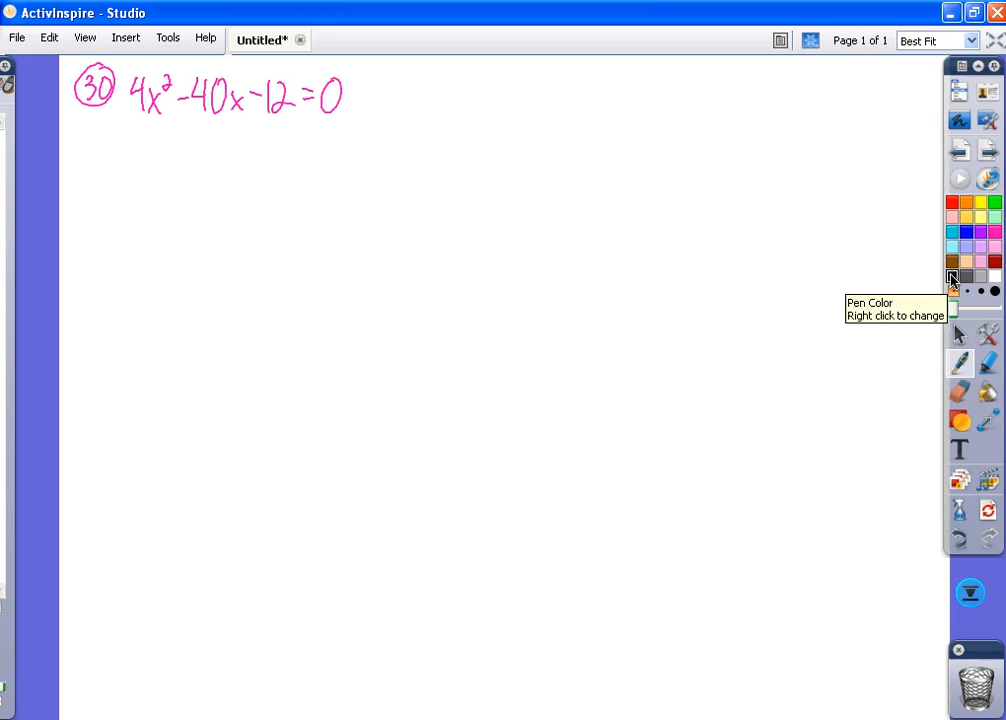 ActivInspire - Studio
File Edit View Insert Tools Help Untitled* Page 1 of 1 Best Fit
30 4x² - 40x - 12 = 0
Pen Color
Right click to change
T